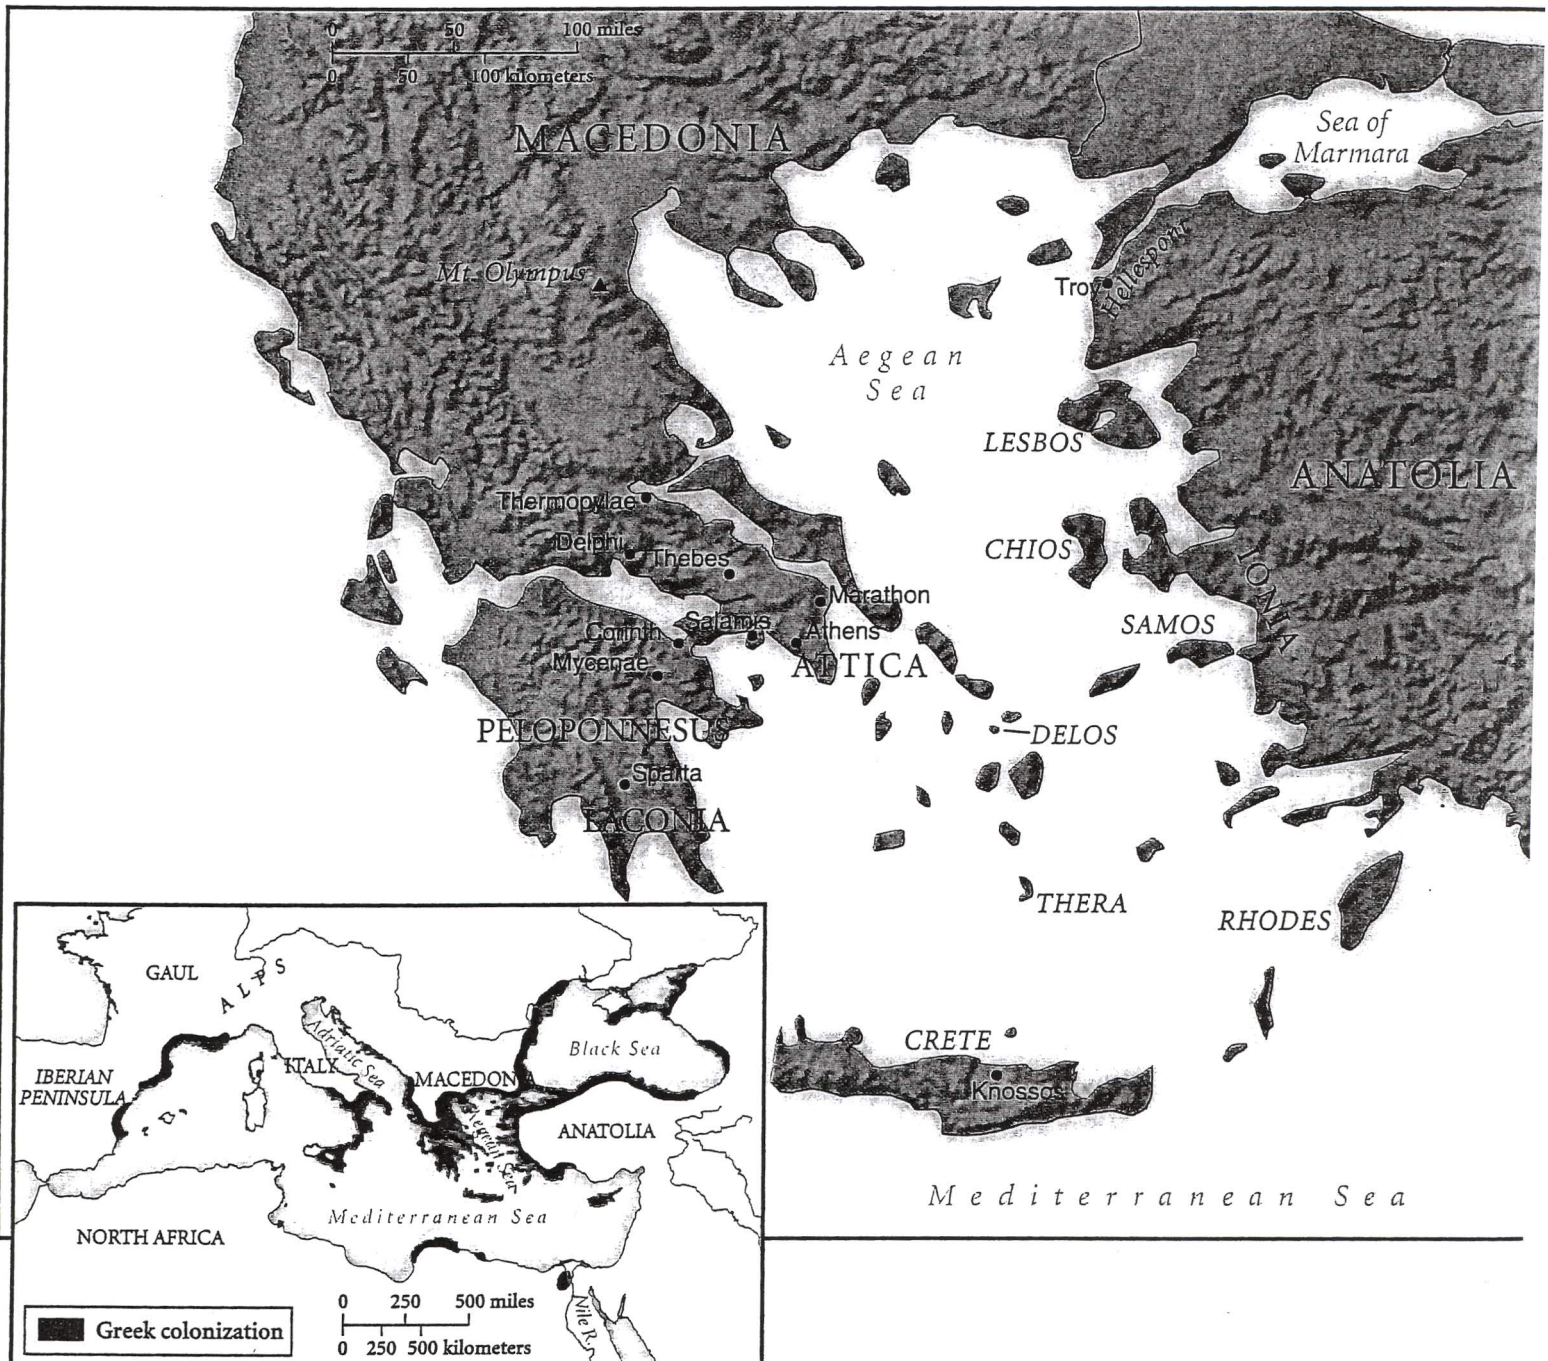 0 50 100 miles
0 50 100 kilometers
MACEDONIA
Sea of
Marmara
Mt. Olympus
Hellespont
Troy
Aegean
Sea
LESBOS
ANATOLIA
Thermopylae
Delphi
Thebes
CHIOS
IONIA
Marathon
Salamis
Corinth
Athens
SAMOS
Mycenae
ATTICA
PELOPONNESUS
DELOS
Sparta
LACONIA
THERA
RHODES
CRETE
Knossos
Mediterranean Sea
GAUL
ALPS
Adriatic Sea
Black Sea
ITALY
IBERIAN
PENINSULA
MACEDONIA
Aegean Sea
ANATOLIA
Mediterranean Sea
NORTH AFRICA
Nile R.
0 250 500 miles
0 250 500 kilometers
Greek colonization